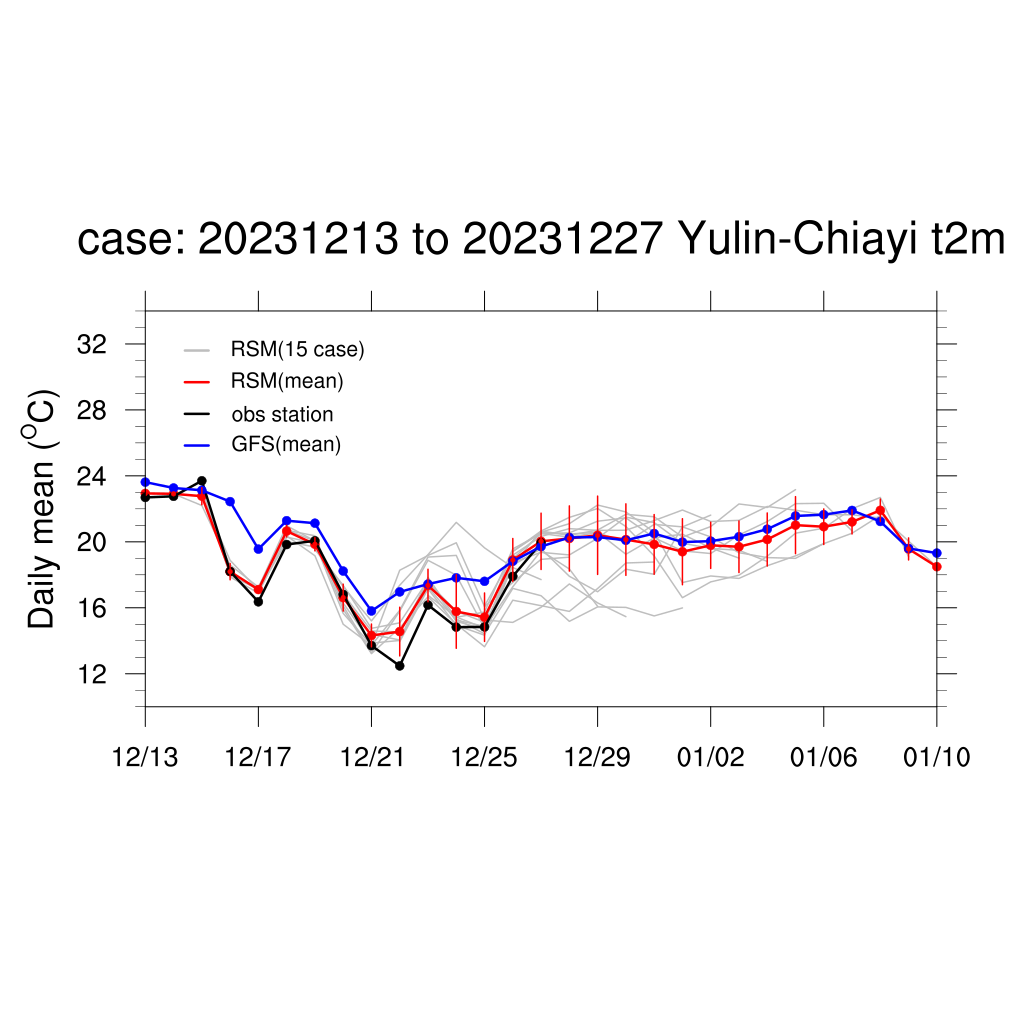 case: 20231213 to 20231227 Yulin-Chiayi t2m
Daily mean (°C)
32
28
24
20
16
12
RSM(15 case)
RSM(mean)
obs station
GFS(mean)
12/13 12/17 12/21 12/25 12/29 01/02 01/06 01/10